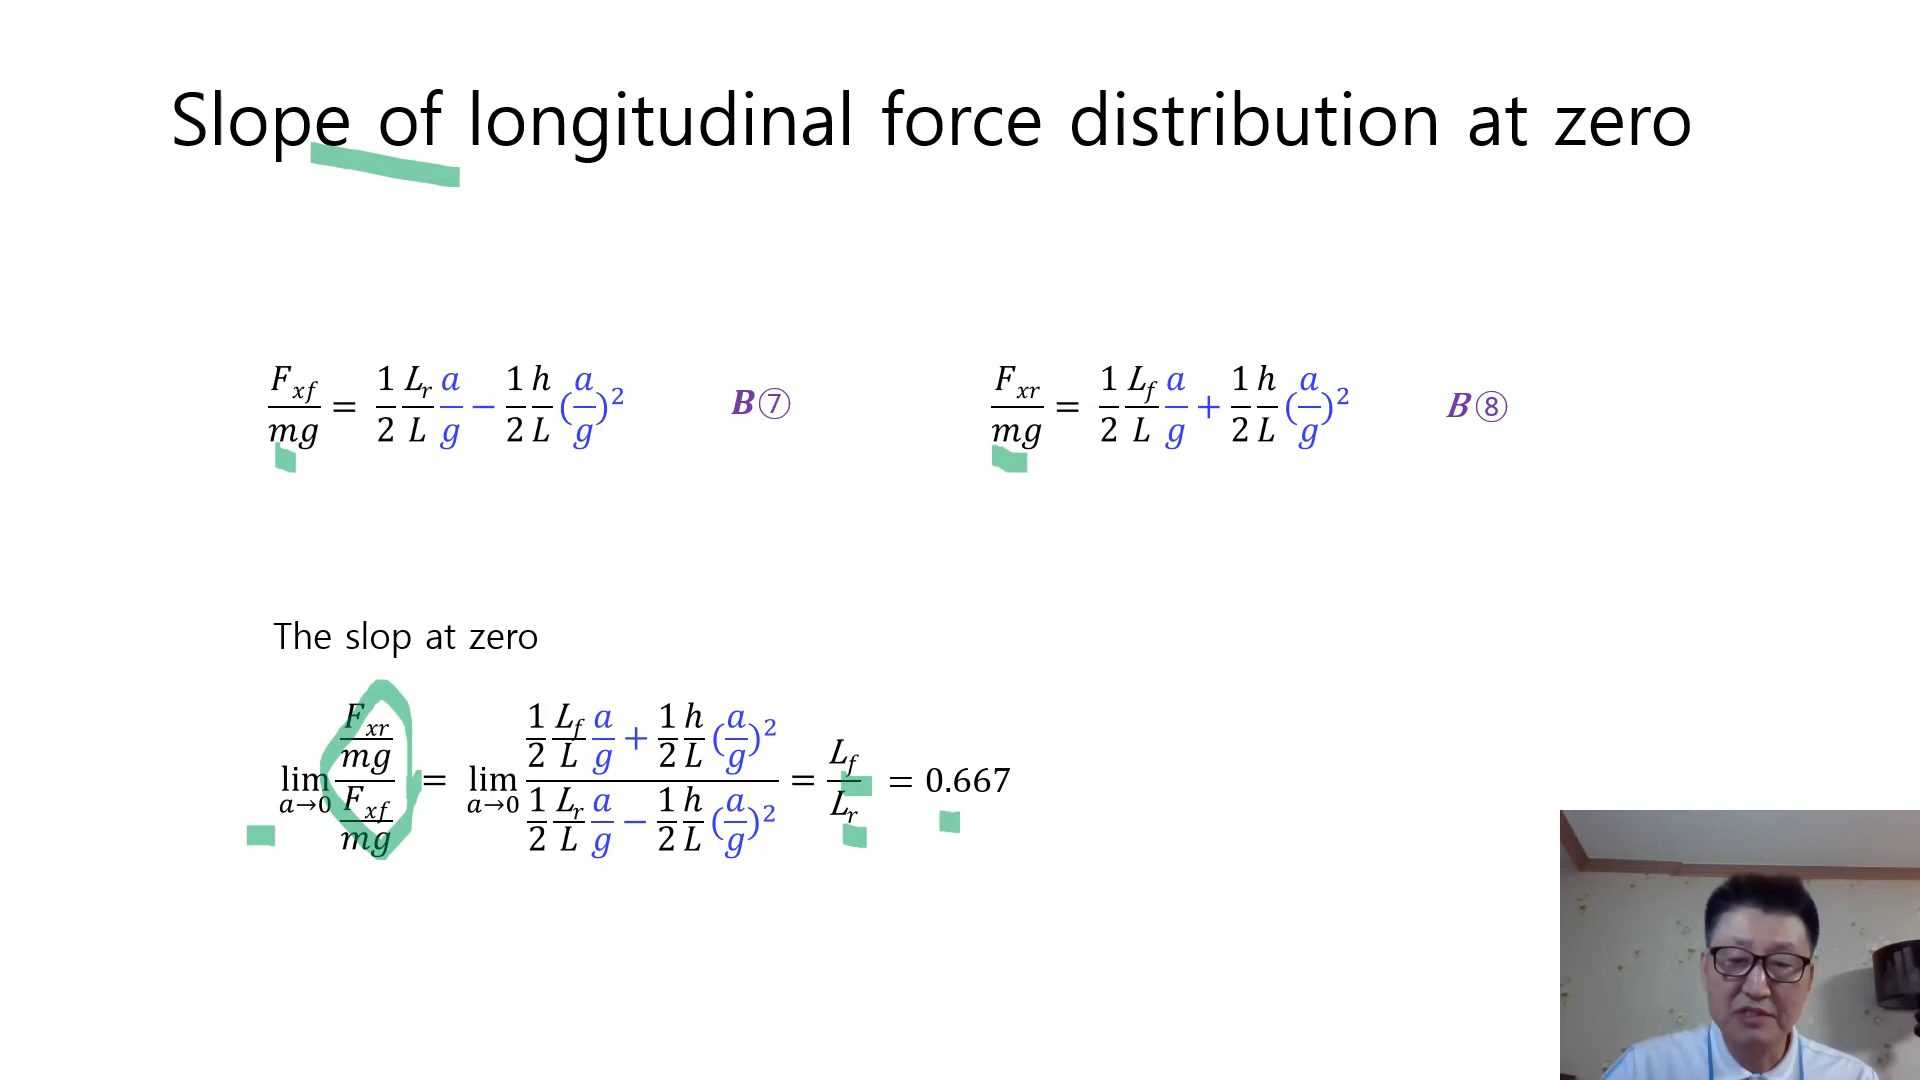 Slope of longitudinal force distribution at zero
F_xf/mg = 1/2 L_r/L a/g − 1/2 h/L (a/g)² B⑦
F_xr/mg = 1/2 L_f/L a/g + 1/2 h/L (a/g)² B⑧
The slop at zero
lim a→0 (F_xr/mg)/(F_xf/mg) = lim a→0 (1/2 L_f/L a/g + 1/2 h/L (a/g)²)/(1/2 L_r/L a/g − 1/2 h/L (a/g)²) = L_f/L_r = 0.667